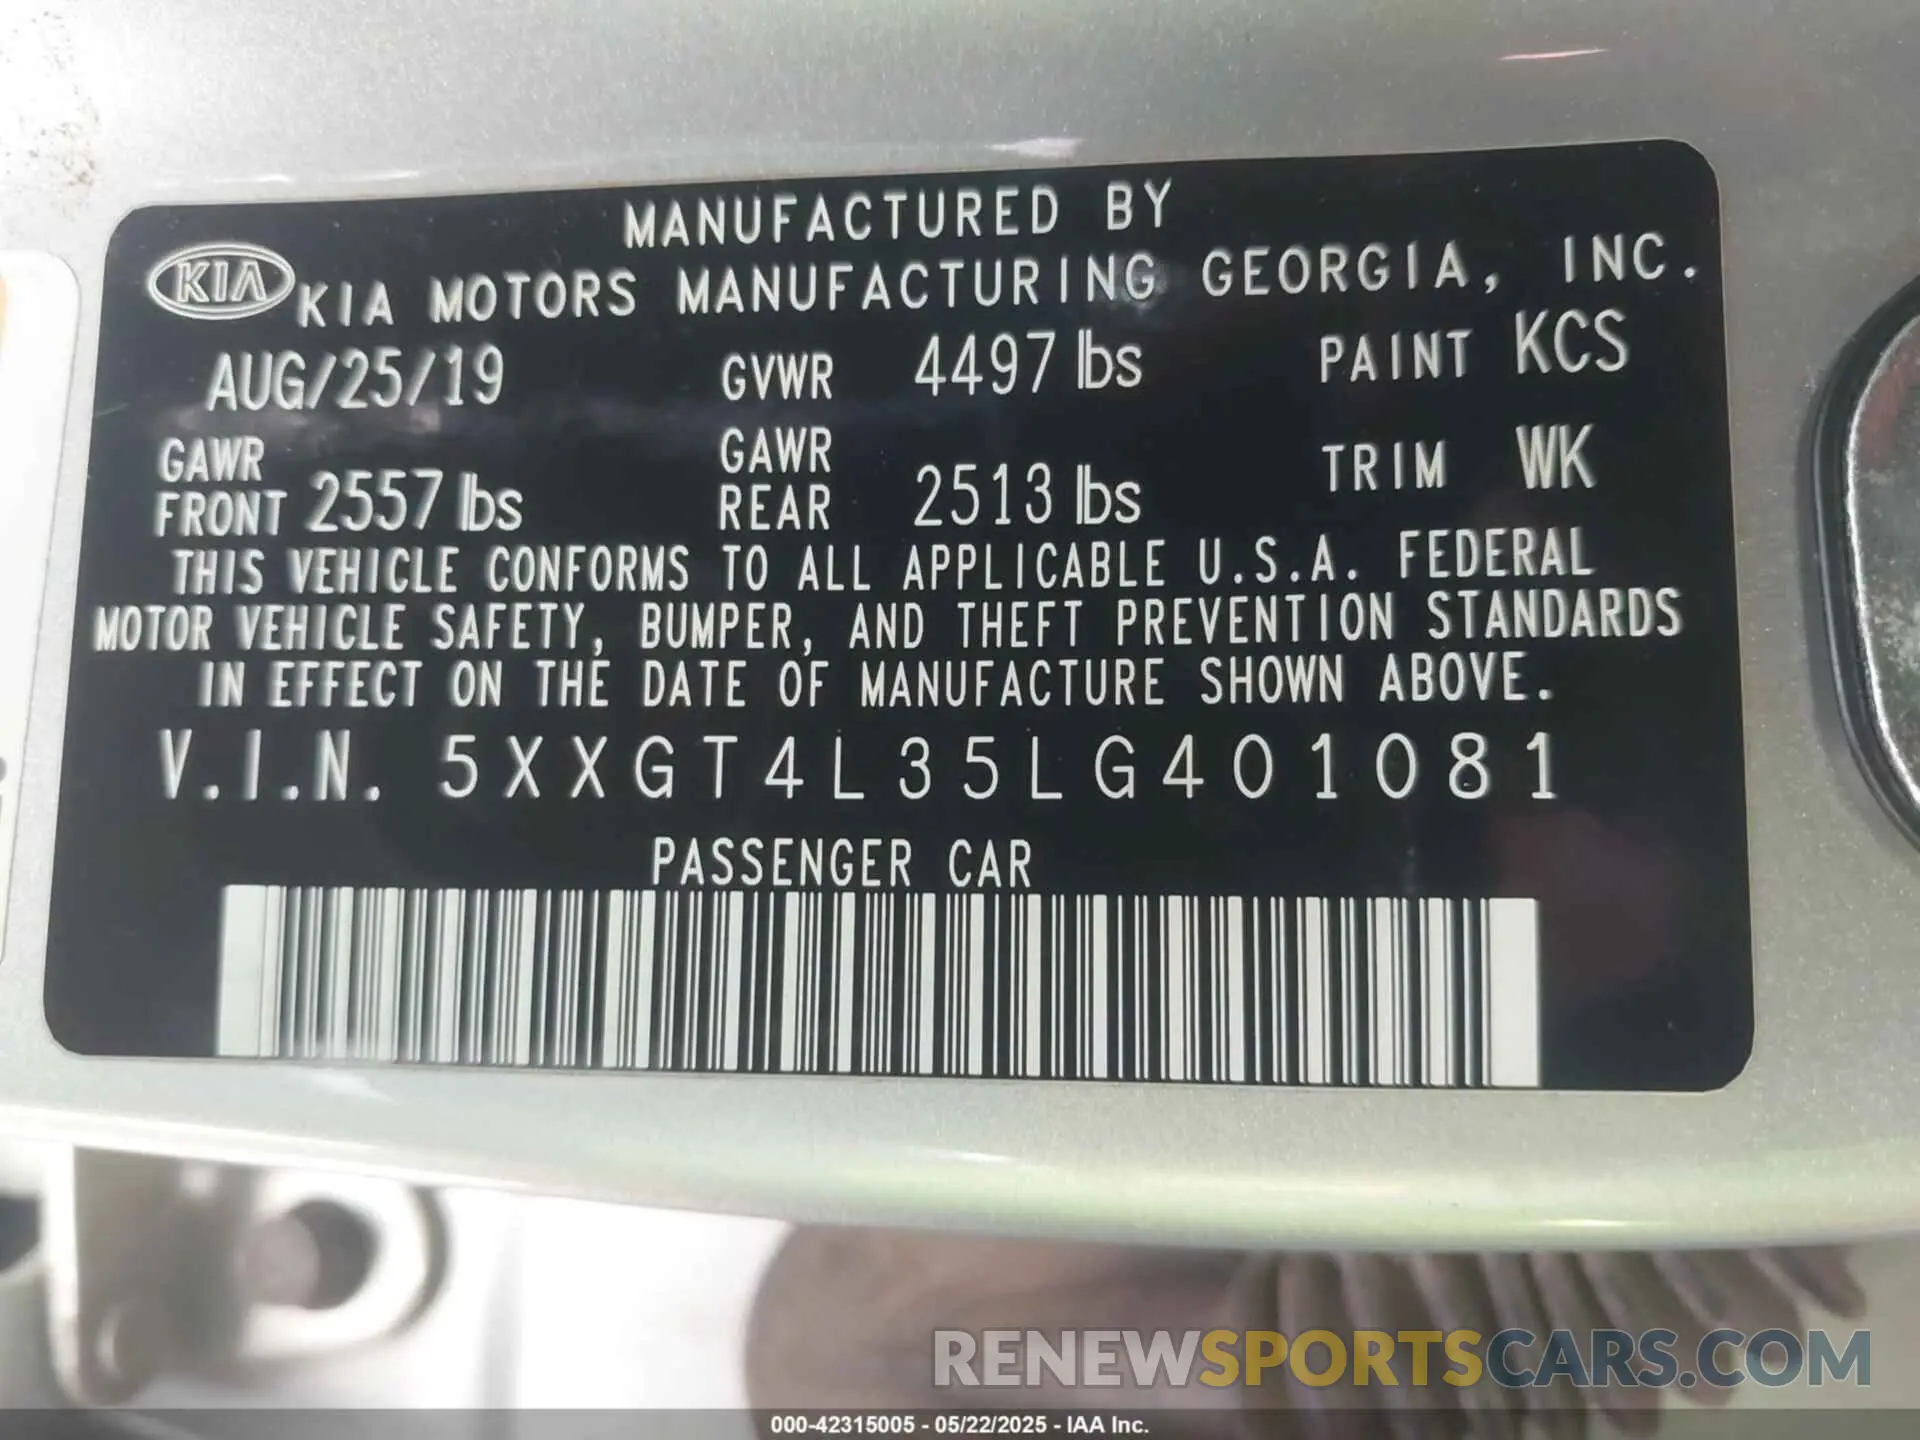 MANUFACTURED BY
KIA KIA MOTORS MANUFACTURING GEORGIA, INC.
AUG/25/19 GVWR 4497 lbs PAINT KCS
GAWR FRONT 2557 lbs GAWR REAR 2513 lbs TRIM WK
THIS VEHICLE CONFORMS TO ALL APPLICABLE U.S.A. FEDERAL
MOTOR VEHICLE SAFETY, BUMPER, AND THEFT PREVENTION STANDARDS
IN EFFECT ON THE DATE OF MANUFACTURE SHOWN ABOVE.
V.I.N. 5XXGT4L35LG401081
PASSENGER CAR
RENEWSPORTSCARS.COM
000-42315005 - 05/22/2025 - IAA Inc.